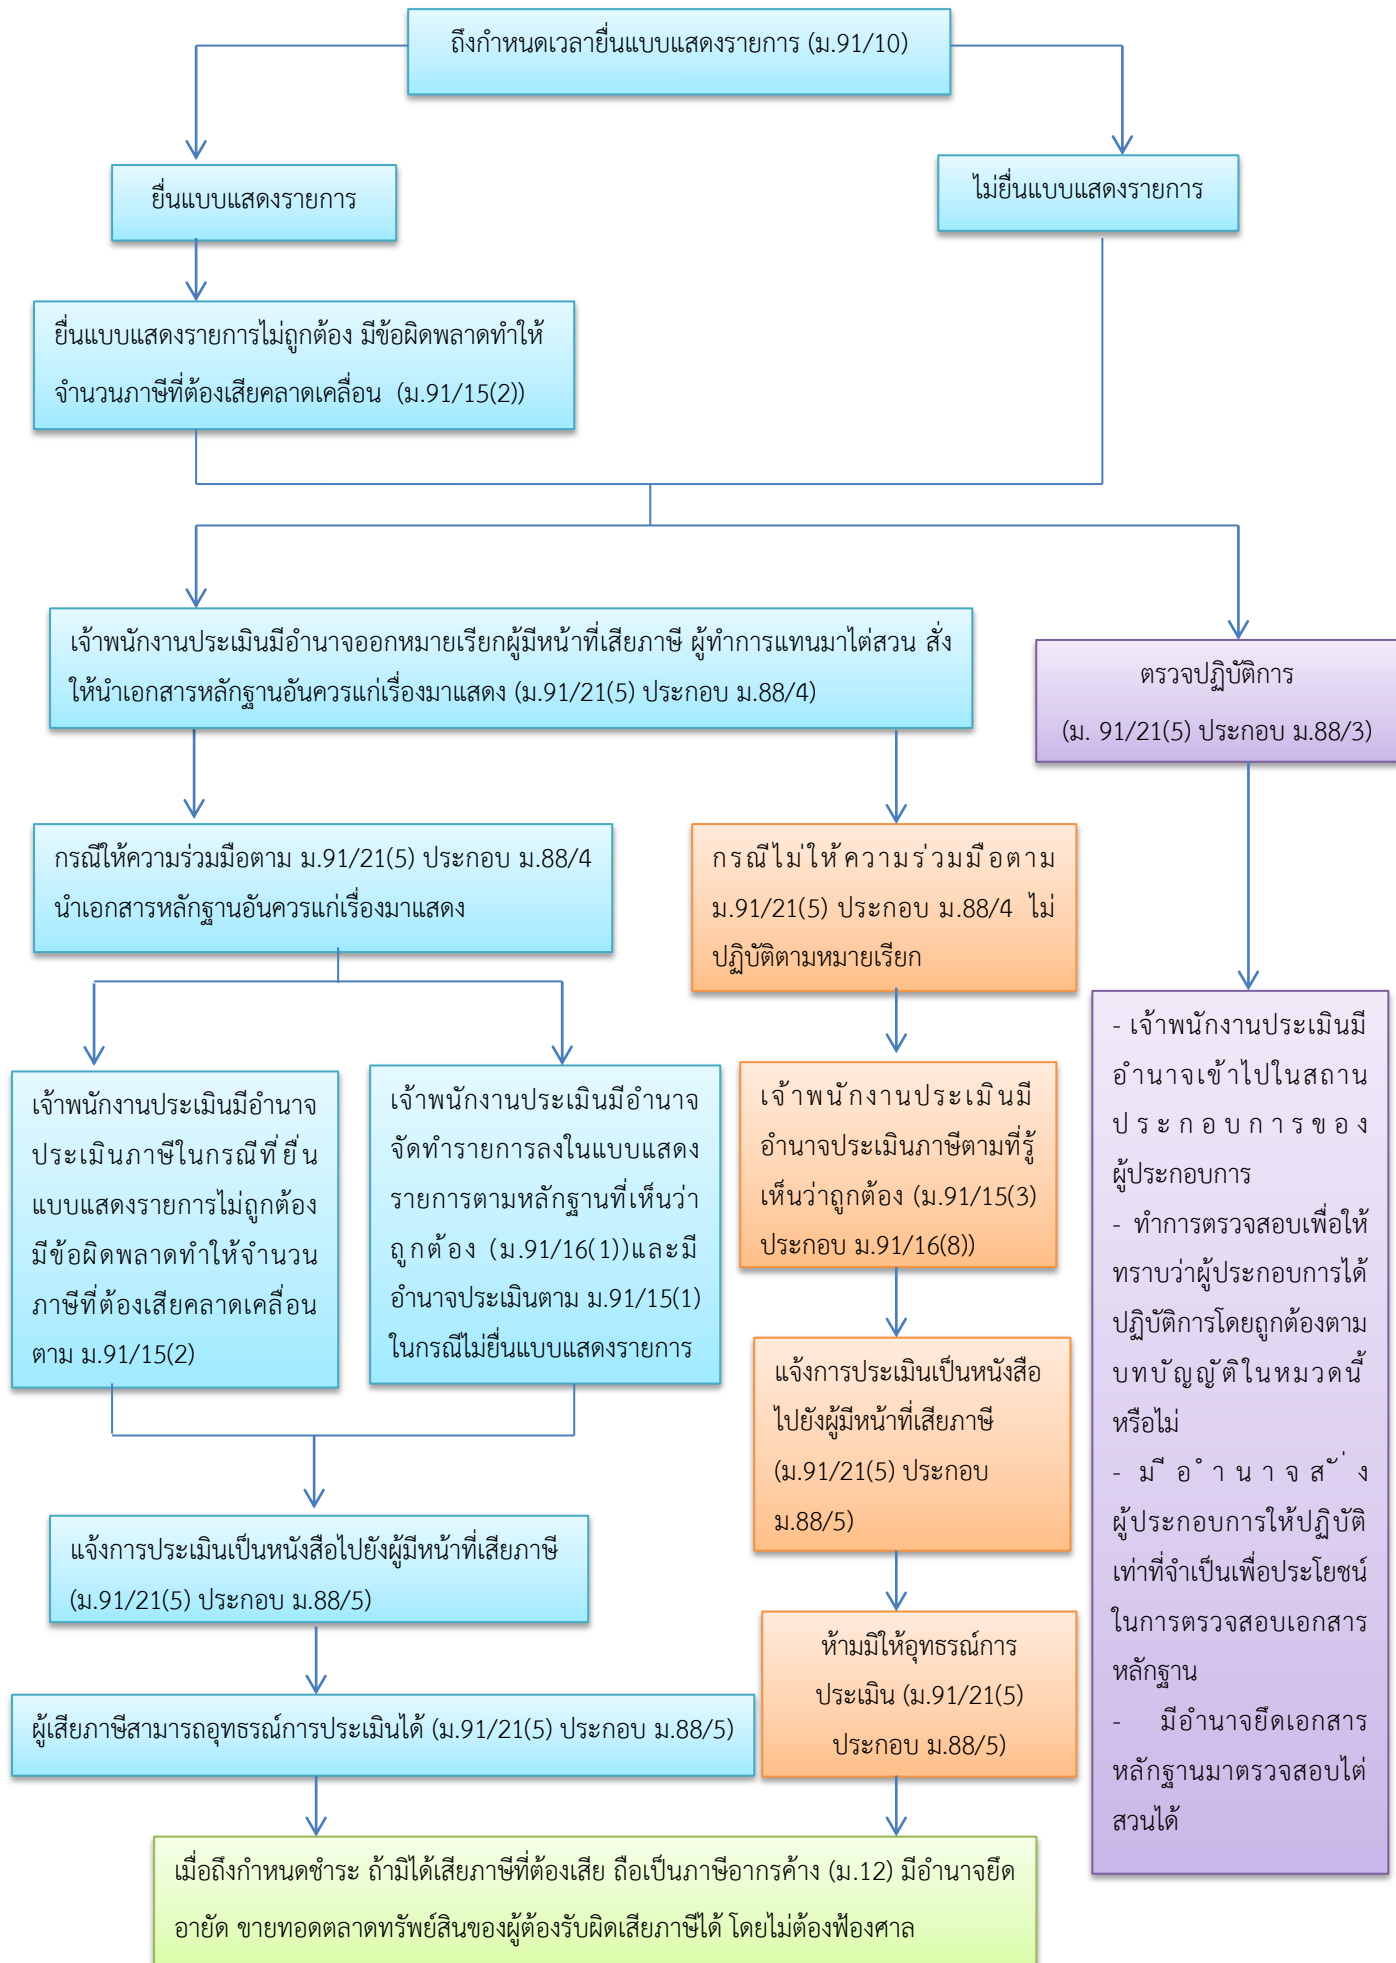 ถึงกำหนดเวลายื่นแบบแสดงรายการ (ม.91/10)
ยื่นแบบแสดงรายการ
ไม่ยื่นแบบแสดงรายการ
ยื่นแบบแสดงรายการไม่ถูกต้อง มีข้อผิดพลาดทำให้
จำนวนภาษีที่ต้องเสียคลาดเคลื่อน (ม.91/15(2))
เจ้าพนักงานประเมินมีอำนาจออกหมายเรียกผู้มีหน้าที่เสียภาษี ผู้ทำการแทนมาไต่สวน สั่ง
ให้นำเอกสารหลักฐานอันควรแก่เรื่องมาแสดง (ม.91/21(5) ประกอบ ม.88/4)
ตรวจปฏิบัติการ
(ม. 91/21(5) ประกอบ ม.88/3)
กรณีให้ความร่วมมือตาม ม.91/21(5) ประกอบ ม.88/4
นำเอกสารหลักฐานอันควรแก่เรื่องมาแสดง
กรณีไม่ให้ความร่วมมือตาม
ม.91/21(5) ประกอบ ม.88/4 ไม่
ปฏิบัติตามหมายเรียก
เจ้าพนักงานประเมินมีอำนาจ
ประเมินภาษีในกรณีที่ยื่น
แบบแสดงรายการไม่ถูกต้อง
มีข้อผิดพลาดทำให้จำนวน
ภาษีที่ต้องเสียคลาดเคลื่อน
ตาม ม.91/15(2)
เจ้าพนักงานประเมินมีอำนาจ
จัดทำรายการลงในแบบแสดง
รายการตามหลักฐานที่เห็นว่า
ถูกต้อง (ม.91/16(1))และมี
อำนาจประเมินตาม ม.91/15(1)
ในกรณีไม่ยื่นแบบแสดงรายการ
เจ้าพนักงานประเมินมี
อำนาจประเมินภาษีตามที่รู้
เห็นว่าถูกต้อง (ม.91/15(3)
ประกอบ ม.91/16(8))
- เจ้าพนักงานประเมินมี
อำนาจเข้าไปในสถาน
ประกอบการของ
ผู้ประกอบการ
- ทำการตรวจสอบเพื่อให้
ทราบว่าผู้ประกอบการได้
ปฏิบัติการโดยถูกต้องตาม
บทบัญญัติในหมวดนี้
หรือไม่
- มีอำนาจสั่ง
ผู้ประกอบการให้ปฏิบัติ
เท่าที่จำเป็นเพื่อประโยชน์
ในการตรวจสอบเอกสาร
หลักฐาน
- มีอำนาจยึดเอกสาร
หลักฐานมาตรวจสอบไต่
สวนได้
แจ้งการประเมินเป็นหนังสือ
ไปยังผู้มีหน้าที่เสียภาษี
(ม.91/21(5) ประกอบ
ม.88/5)
แจ้งการประเมินเป็นหนังสือไปยังผู้มีหน้าที่เสียภาษี
(ม.91/21(5) ประกอบ ม.88/5)
ห้ามมิให้อุทธรณ์การ
ประเมิน (ม.91/21(5)
ประกอบ ม.88/5)
ผู้เสียภาษีสามารถอุทธรณ์การประเมินได้ (ม.91/21(5) ประกอบ ม.88/5)
เมื่อถึงกำหนดชำระ ถ้ามิได้เสียภาษีที่ต้องเสีย ถือเป็นภาษีอากรค้าง (ม.12) มีอำนาจยึด
อายัด ขายทอดตลาดทรัพย์สินของผู้ต้องรับผิดเสียภาษีได้ โดยไม่ต้องฟ้องศาล